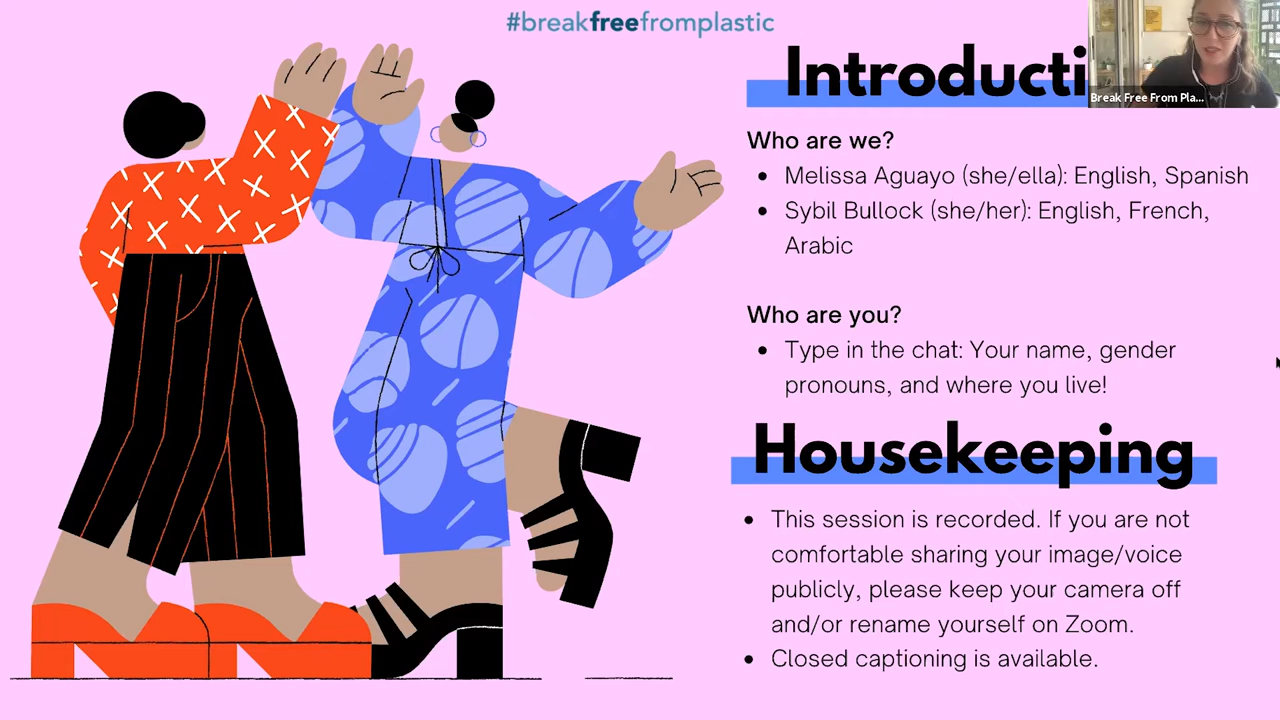 #breakfreefromplastic
Introducti
Break Free From Pla...
Who are we?
• Melissa Aguayo (she/ella): English, Spanish
• Sybil Bullock (she/her): English, French,
Arabic
Who are you?
• Type in the chat: Your name, gender
pronouns, and where you live!
Housekeeping
• This session is recorded. If you are not
comfortable sharing your image/voice
publicly, please keep your camera off
and/or rename yourself on Zoom.
• Closed captioning is available.